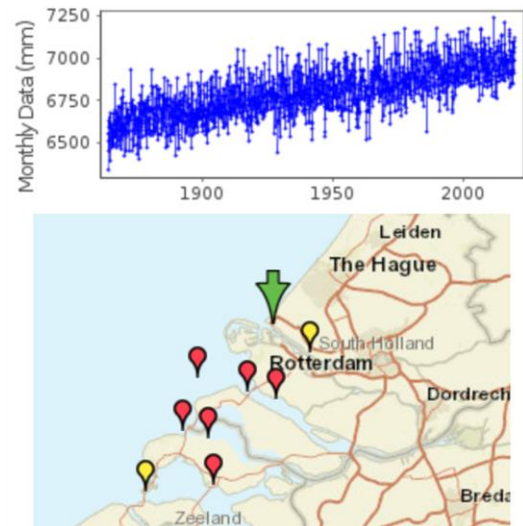 Monthly Data (mm)
7250
7000
6750
6500
1900 1950 2000
Leiden
The Hague
South Holland
Rotterdam
Dordrech
Breda
Zeeland